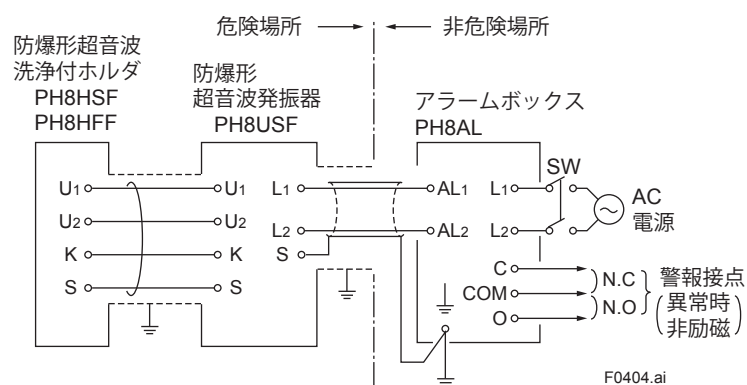 危険場所
非危険場所
防爆形超音波
洗浄付ホルダ
PH8HSF
PH8HFF
防爆形
超音波発振器
PH8USF
アラームボックス
PH8AL
U1
U2
K
S
U1
U2
K
S
L1
L2
S
AL1
AL2
L1
L2
SW
AC
電源
C
COM
O
N.C
N.O
警報接点
(異常時
非励磁)
F0404.ai